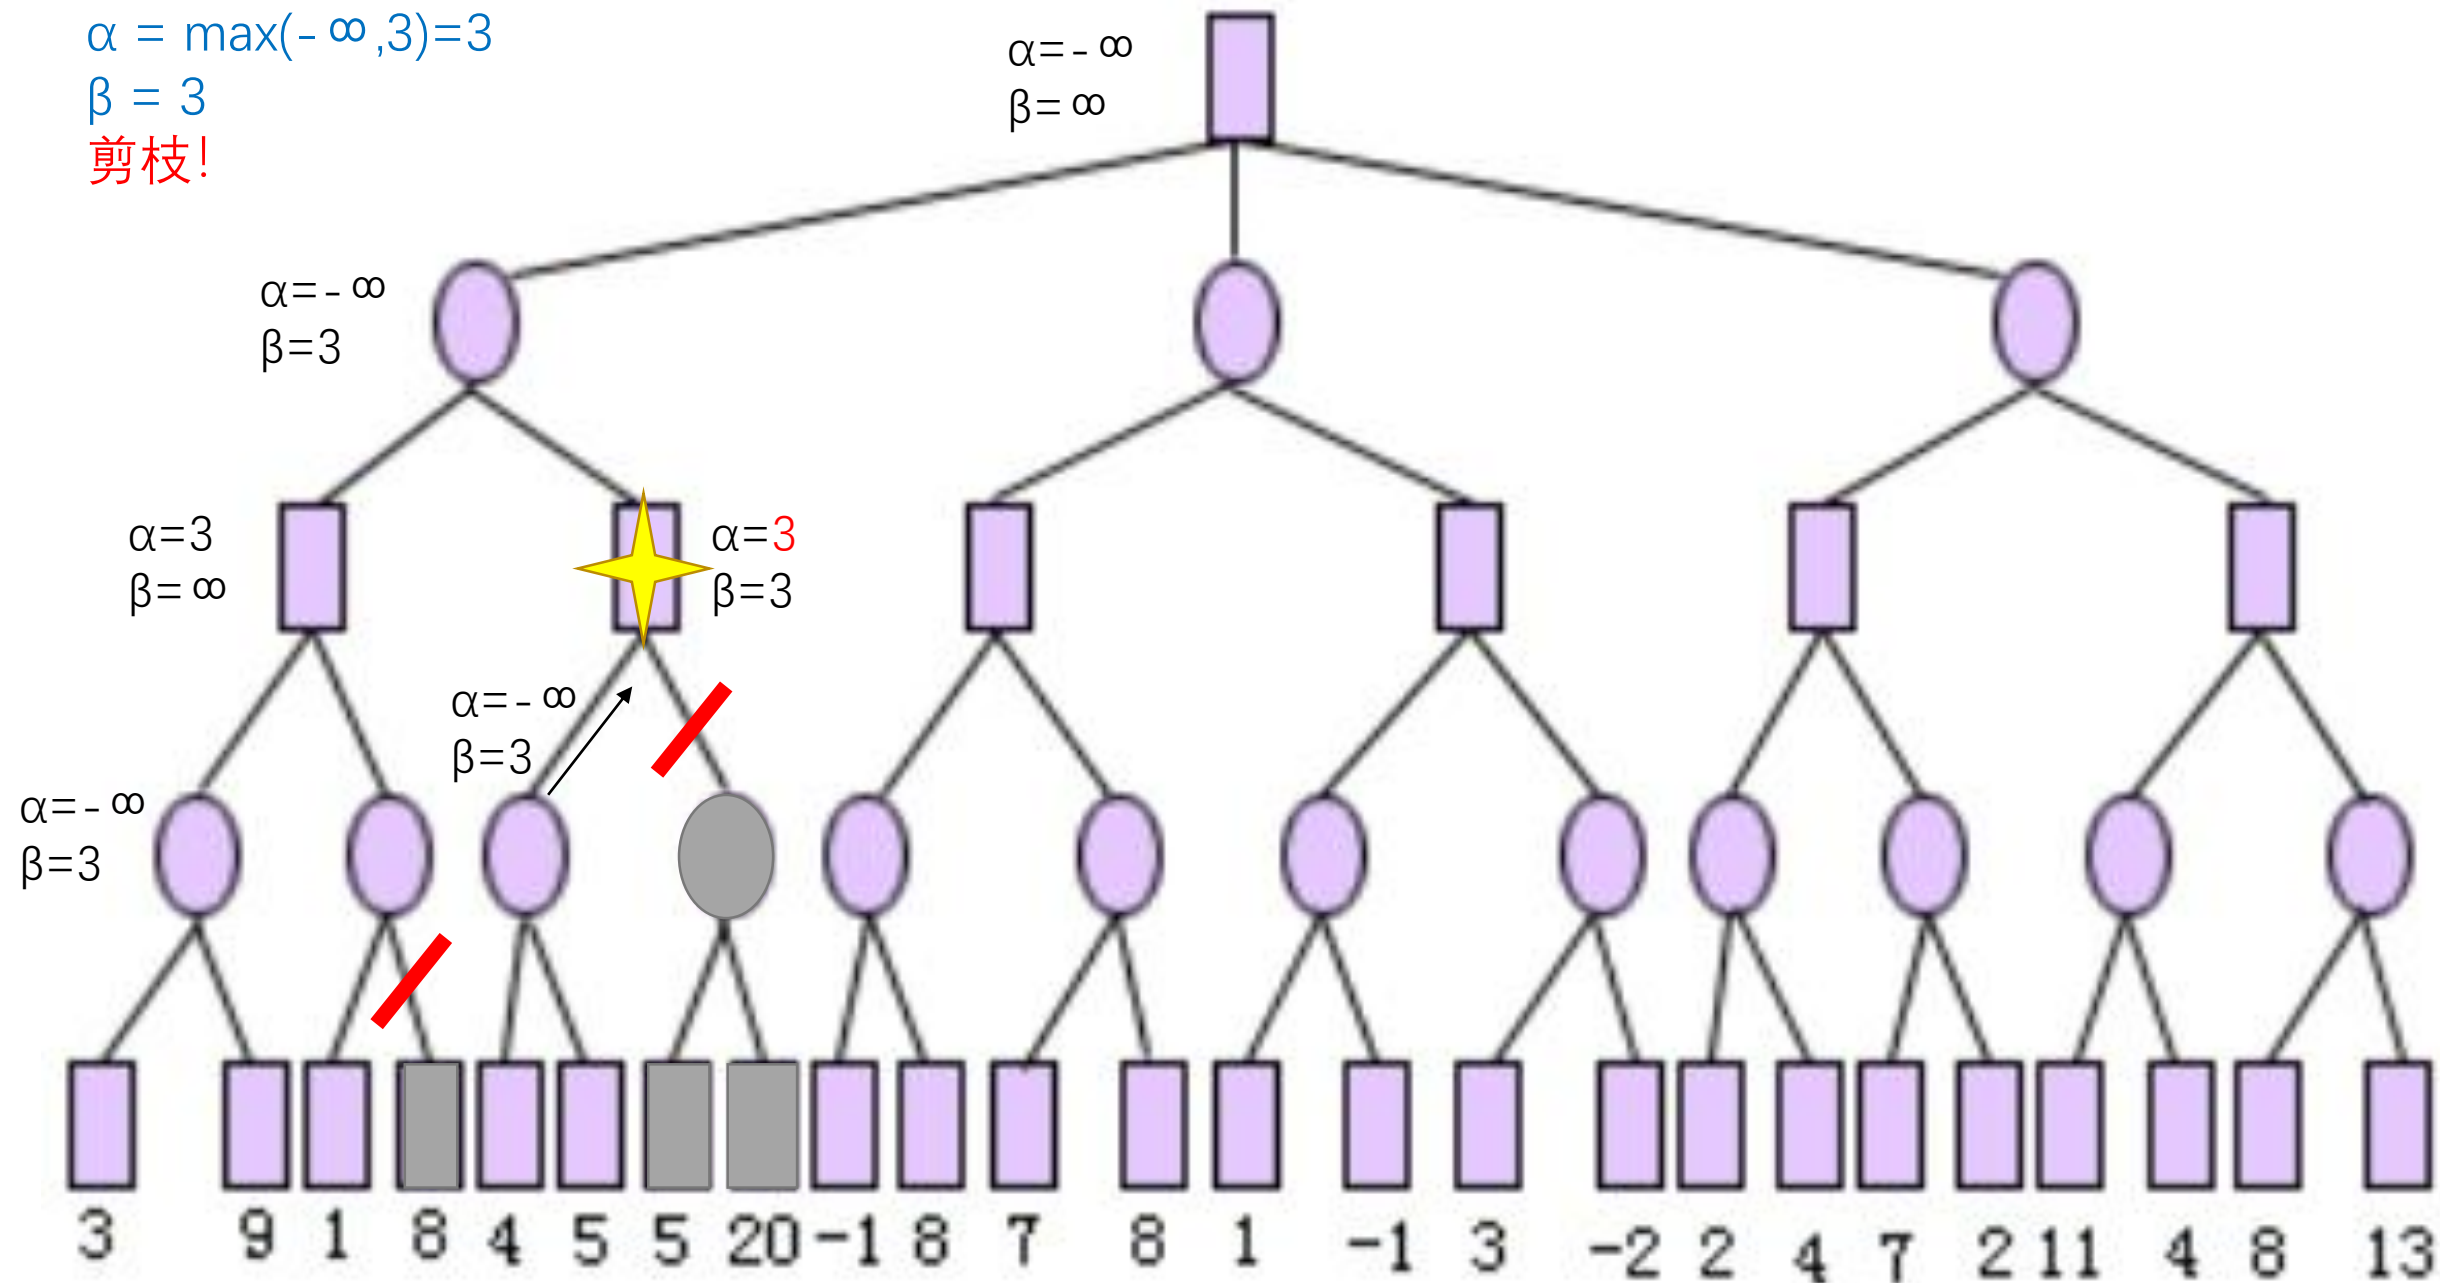 α = max(-∞,3)=3
β = 3
剪枝!
α=-∞
β=∞
α=-∞
β=3
α=3
β=∞
α=3
β=3
α=-∞
β=3
α=-∞
β=3
3 9 1 8 4 5 5 20 -1 8 7 8 1 -1 3 -2 2 4 7 2 11 4 8 13